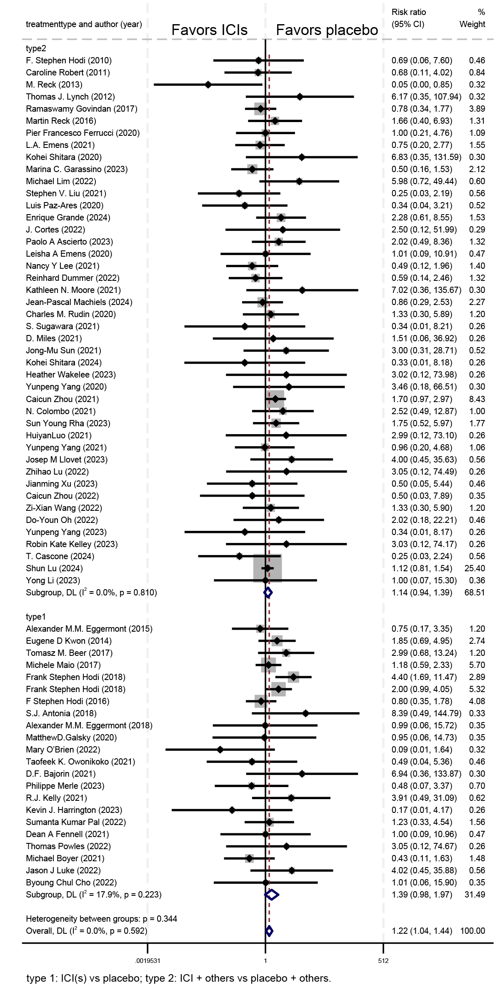 treatmenttype and author (year) Favors ICIs Favors placebo Risk ratio (95% CI) % Weight
type2
F. Stephen Hodi (2010) 0.69 (0.06, 7.60) 0.46
Caroline Robert (2011) 0.68 (0.11, 4.02) 0.84
M. Reck (2013) 0.05 (0.00, 0.85) 0.32
Thomas J. Lynch (2012) 6.17 (0.35, 107.94) 0.32
Ramaswamy Govindan (2017) 0.78 (0.34, 1.77) 3.89
Martin Reck (2016) 1.66 (0.40, 6.93) 1.31
Pier Francesco Ferrucci (2020) 1.00 (0.21, 4.76) 1.09
L.A. Emens (2021) 0.75 (0.20, 2.77) 1.55
Kohei Shitara (2020) 6.83 (0.35, 131.59) 0.30
Marina C. Garassino (2023) 0.50 (0.16, 1.53) 2.12
Michael Lim (2022) 5.98 (0.72, 49.44) 0.60
Stephen V. Liu (2021) 0.25 (0.03, 2.19) 0.56
Luis Paz-Ares (2020) 0.34 (0.04, 3.21) 0.52
Enrique Grande (2024) 2.28 (0.61, 8.55) 1.53
J. Cortes (2022) 2.50 (0.12, 51.99) 0.29
Paolo A Ascierto (2023) 2.02 (0.49, 8.36) 1.32
Leisha A Emens (2020) 1.01 (0.09, 10.91) 0.47
Nancy Y Lee (2021) 0.49 (0.12, 1.96) 1.40
Reinhard Dummer (2022) 0.59 (0.14, 2.46) 1.32
Kathleen N. Moore (2021) 7.02 (0.36, 135.67) 0.30
Jean-Pascal Machiels (2024) 0.86 (0.29, 2.53) 2.27
Charles M. Rudin (2020) 1.33 (0.30, 5.89) 1.20
S. Sugawara (2021) 0.34 (0.01, 8.21) 0.26
D. Miles (2021) 1.51 (0.06, 36.92) 0.26
Jong-Mu Sun (2021) 3.00 (0.31, 28.71) 0.52
Kohei Shitara (2024) 0.33 (0.01, 8.18) 0.26
Heather Wakelee (2023) 3.02 (0.12, 73.98) 0.26
Yunpeng Yang (2020) 3.46 (0.18, 66.51) 0.30
Caicun Zhou (2021) 1.70 (0.97, 2.97) 8.43
N. Colombo (2021) 2.52 (0.49, 12.87) 1.00
Sun Young Rha (2023) 1.75 (0.52, 5.97) 1.77
HuiyanLuo (2021) 2.99 (0.12, 73.10) 0.26
Yunpeng Yang (2021) 0.96 (0.20, 4.68) 1.06
Josep M Llovet (2023) 4.00 (0.45, 35.63) 0.56
Zhihao Lu (2022) 3.05 (0.12, 74.49) 0.26
Jianming Xu (2023) 0.50 (0.05, 5.44) 0.46
Caicun Zhou (2022) 0.50 (0.03, 7.89) 0.35
Zi-Xian Wang (2022) 1.33 (0.30, 5.90) 1.20
Do-Youn Oh (2022) 2.02 (0.18, 22.21) 0.46
Yunpeng Yang (2023) 0.34 (0.01, 8.17) 0.26
Robin Kate Kelley (2023) 3.03 (0.12, 74.17) 0.26
T. Cascone (2024) 0.25 (0.03, 2.24) 0.56
Shun Lu (2024) 1.12 (0.81, 1.54) 25.40
Yong Li (2023) 1.00 (0.07, 15.30) 0.36
Subgroup, DL (I² = 0.0%, p = 0.810) 1.14 (0.94, 1.39) 68.51
type1
Alexander M.M. Eggermont (2015) 0.75 (0.17, 3.35) 1.20
Eugene D Kwon (2014) 1.85 (0.69, 4.95) 2.74
Tomasz M. Beer (2017) 2.99 (0.68, 13.24) 1.20
Michele Maio (2017) 1.18 (0.59, 2.33) 5.70
Frank Stephen Hodi (2018) 4.40 (1.69, 11.47) 2.89
Frank Stephen Hodi (2018) 2.00 (0.99, 4.05) 5.32
F Stephen Hodi (2016) 0.80 (0.35, 1.78) 4.08
S.J. Antonia (2018) 8.39 (0.49, 144.79) 0.33
Alexander M.M. Eggermont (2018) 0.99 (0.06, 15.72) 0.35
MatthewD.Galsky (2020) 0.95 (0.06, 14.73) 0.35
Mary O’Brien (2022) 0.09 (0.01, 1.64) 0.32
Taofeek K. Owonikoko (2021) 0.49 (0.04, 5.36) 0.46
D.F. Bajorin (2021) 6.94 (0.36, 133.87) 0.30
Philippe Merle (2023) 0.48 (0.07, 3.37) 0.70
R.J. Kelly (2021) 3.91 (0.49, 31.09) 0.62
Kevin J. Harrington (2023) 0.17 (0.01, 4.17) 0.26
Sumanta Kumar Pal (2022) 1.23 (0.33, 4.54) 1.56
Dean A Fennell (2021) 1.00 (0.09, 10.96) 0.47
Thomas Powles (2022) 3.05 (0.12, 74.67) 0.26
Michael Boyer (2021) 0.43 (0.11, 1.63) 1.48
Jason J Luke (2022) 4.02 (0.45, 35.88) 0.56
Byoung Chul Cho (2022) 1.01 (0.06, 15.90) 0.35
Subgroup, DL (I² = 17.9%, p = 0.223) 1.39 (0.98, 1.97) 31.49
Heterogeneity between groups: p = 0.344
Overall, DL (I² = 0.0%, p = 0.592) 1.22 (1.04, 1.44) 100.00
.0019531 1 512
type 1: ICI(s) vs placebo; type 2: ICI + others vs placebo + others.